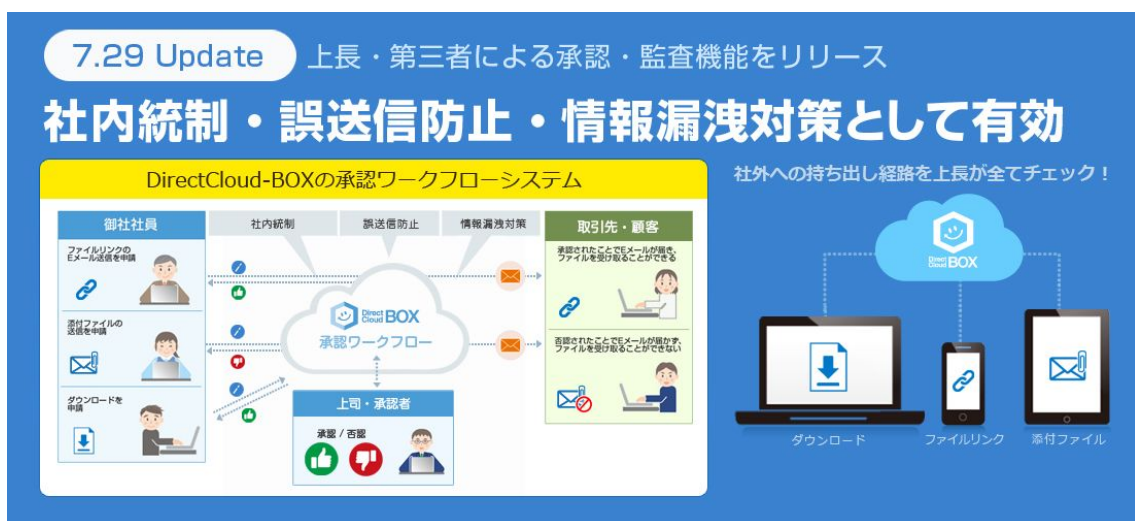 7.29 Update
上長・第三者による承認・監査機能をリリース
社内統制・誤送信防止・情報漏洩対策として有効
DirectCloud-BOXの承認ワークフローシステム
御社社員
ファイルリンクの
Eメール送信を申請
添付ファイルの
送信を申請
ダウンロードを
申請
社内統制
誤送信防止
情報漏洩対策
Direct
Cloud BOX
承認ワークフロー
上司・承認者
承認 / 否認
取引先・顧客
承認されたことでEメールが届き、
ファイルを受け取ることができる
否認されたことでEメールが届かず、
ファイルを受け取ることができない
社外への持ち出し経路を上長が全てチェック！
Direct
Cloud BOX
ダウンロード
ファイルリンク
添付ファイル